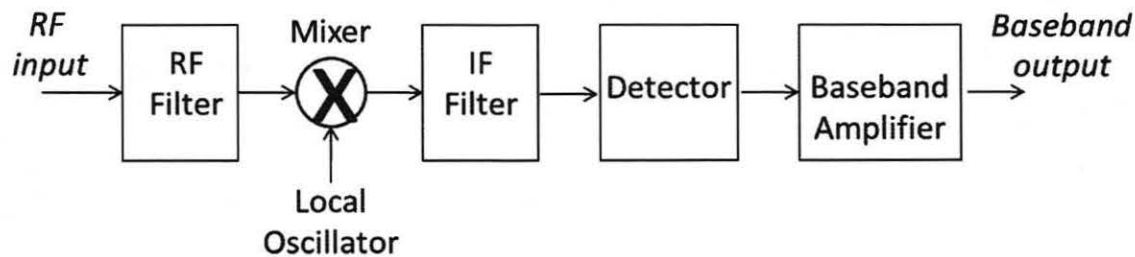 RF
input
RF
Filter
Mixer
X
Local
Oscillator
IF
Filter
Detector
Baseband
Amplifier
Baseband
output